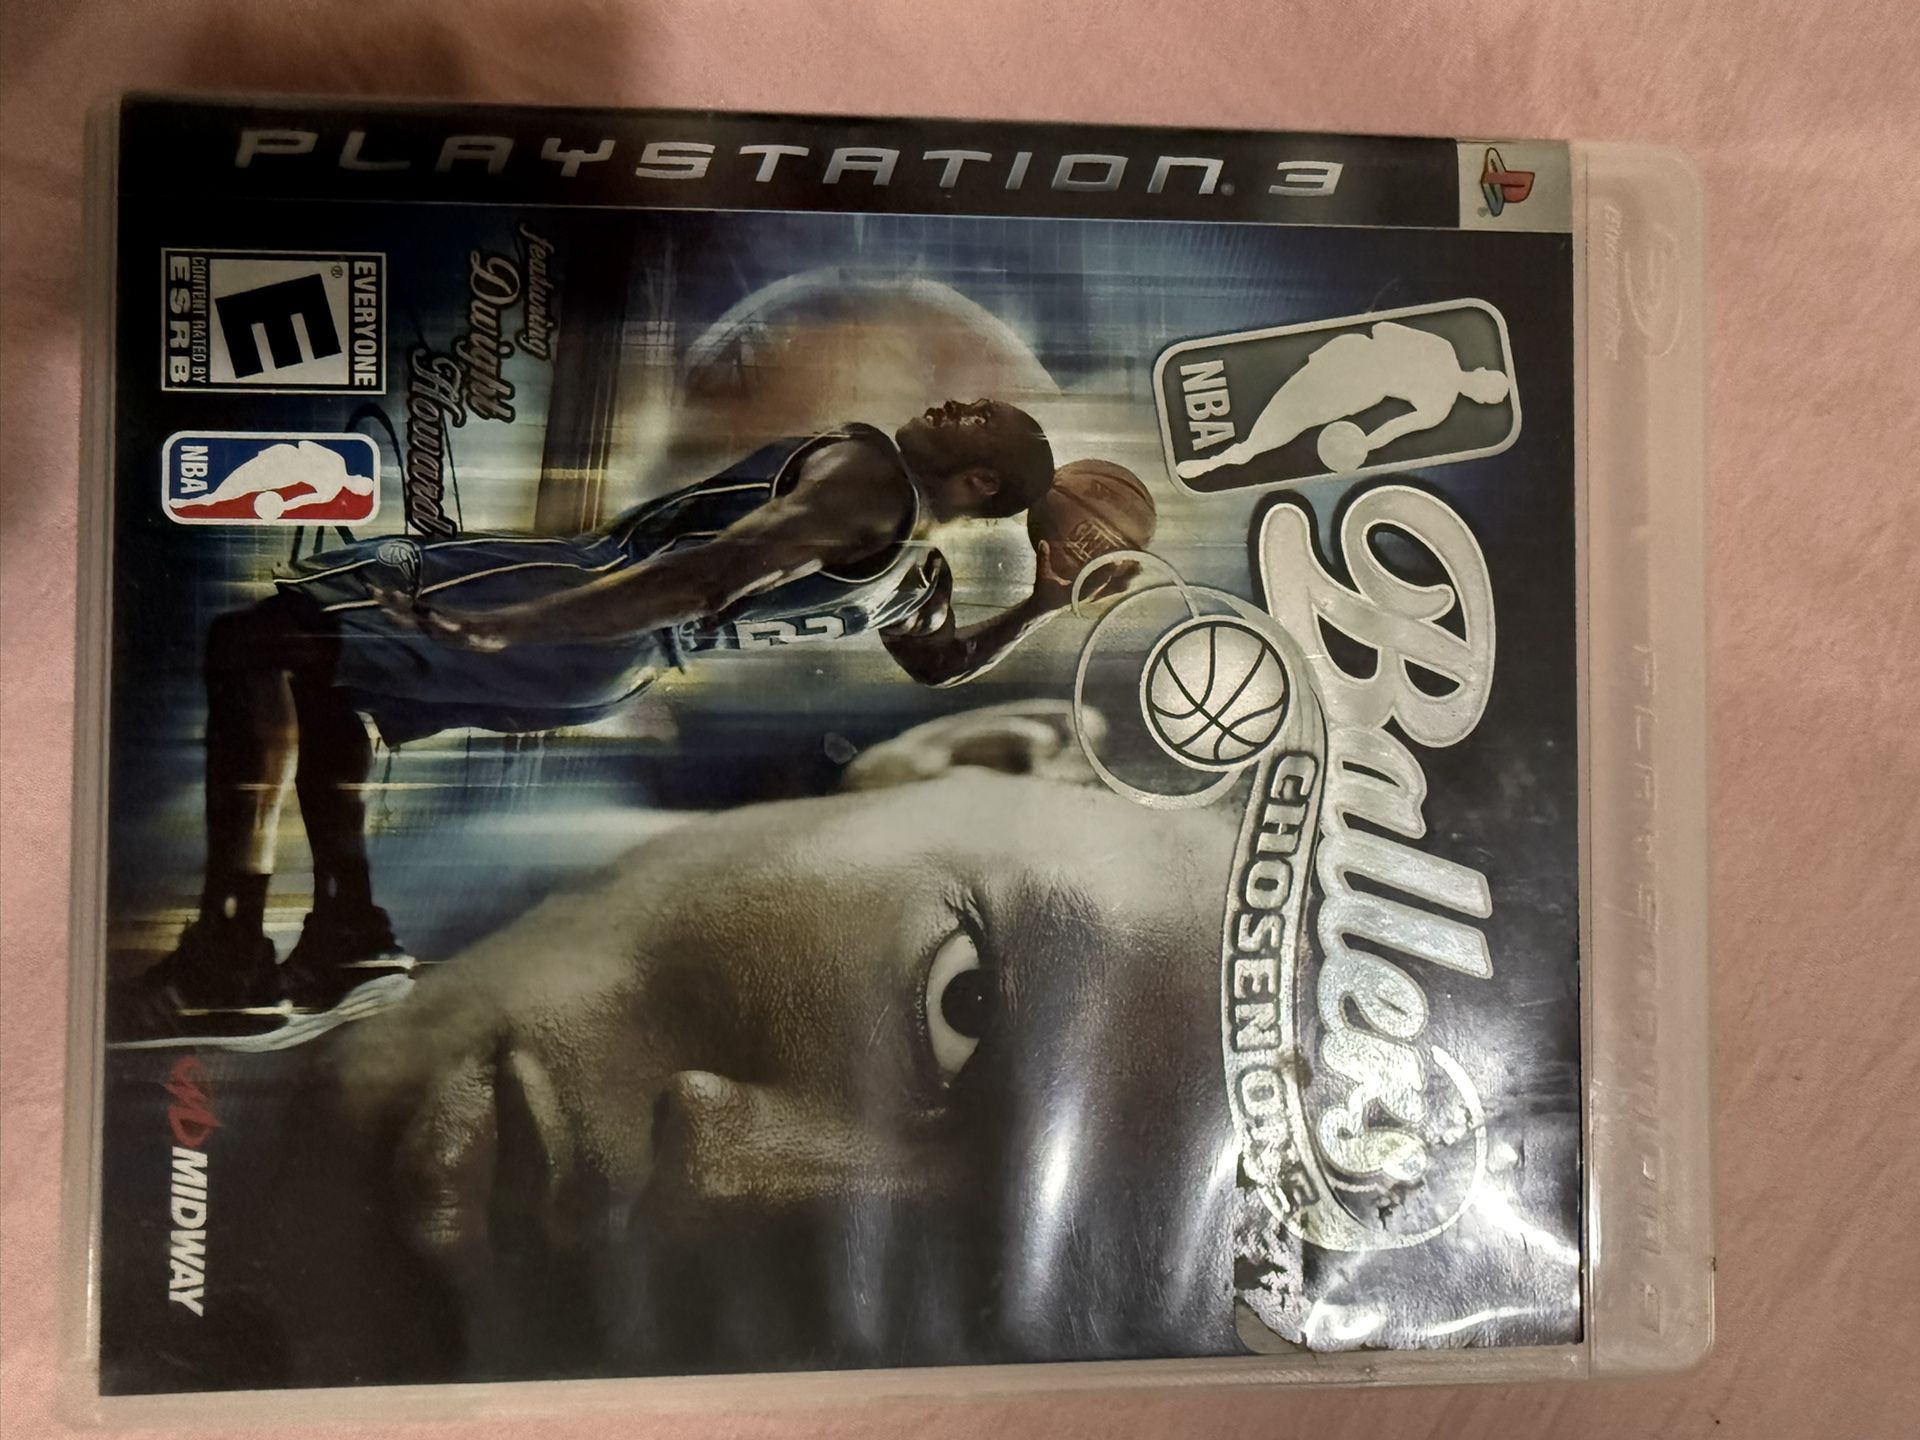 PLAYSTATION 3
NBA
Ballers
CHOSEN ONE
featuring
Dwight
Howard
EVERYONE
E
CONTENT RATED BY
ESRB
NBA
MIDWAY